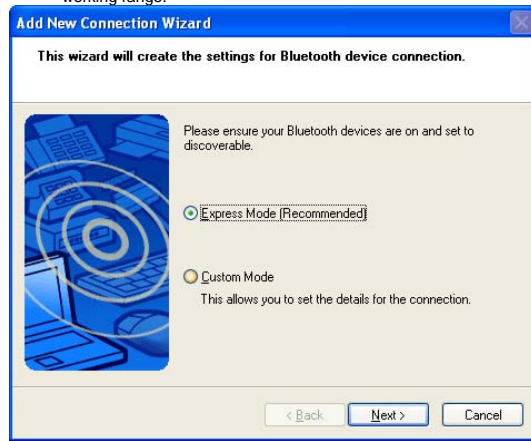 working range.
Add New Connection Wizard
This wizard will create the settings for Bluetooth device connection.
Please ensure your Bluetooth devices are on and set to
discoverable.
Express Mode (Recommended)
Custom Mode
This allows you to set the details for the connection.
< Back Next > Cancel